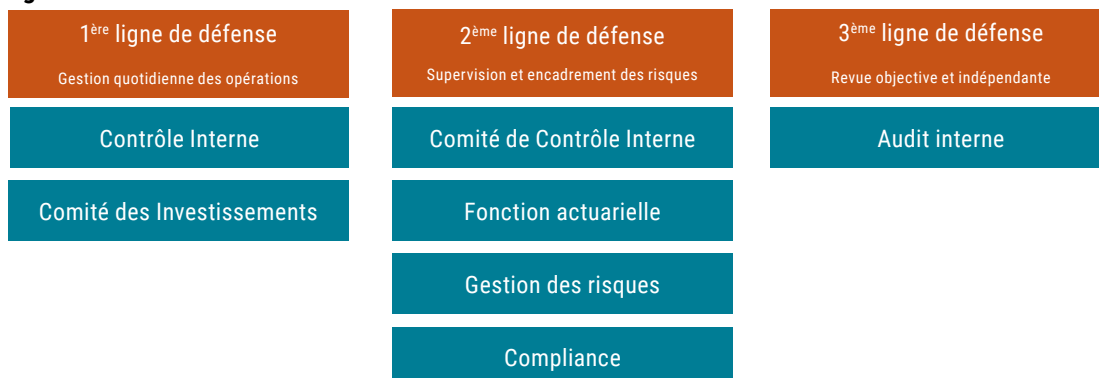 1ère ligne de défense
Gestion quotidienne des opérations
Contrôle Interne
Comité des Investissements
2ème ligne de défense
Supervision et encadrement des risques
Comité de Contrôle Interne
Fonction actuarielle
Gestion des risques
Compliance
3ème ligne de défense
Revue objective et indépendante
Audit interne